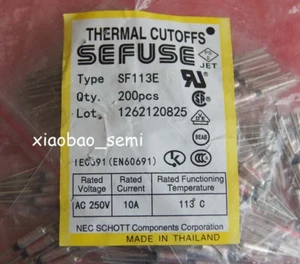 THERMAL CUTOFFS
SEFUSE
JET
Type SF113E
Qty. 200pcs
Lot. 1262120825
xiaobao_semi
BEAB
IEC691(EN60691)
Rated Voltage
Rated Current
Rated Functioning Temperature
AC 250V
10A
113 C
NEC SCHOTT Components Corporation
MADE IN THAILAND